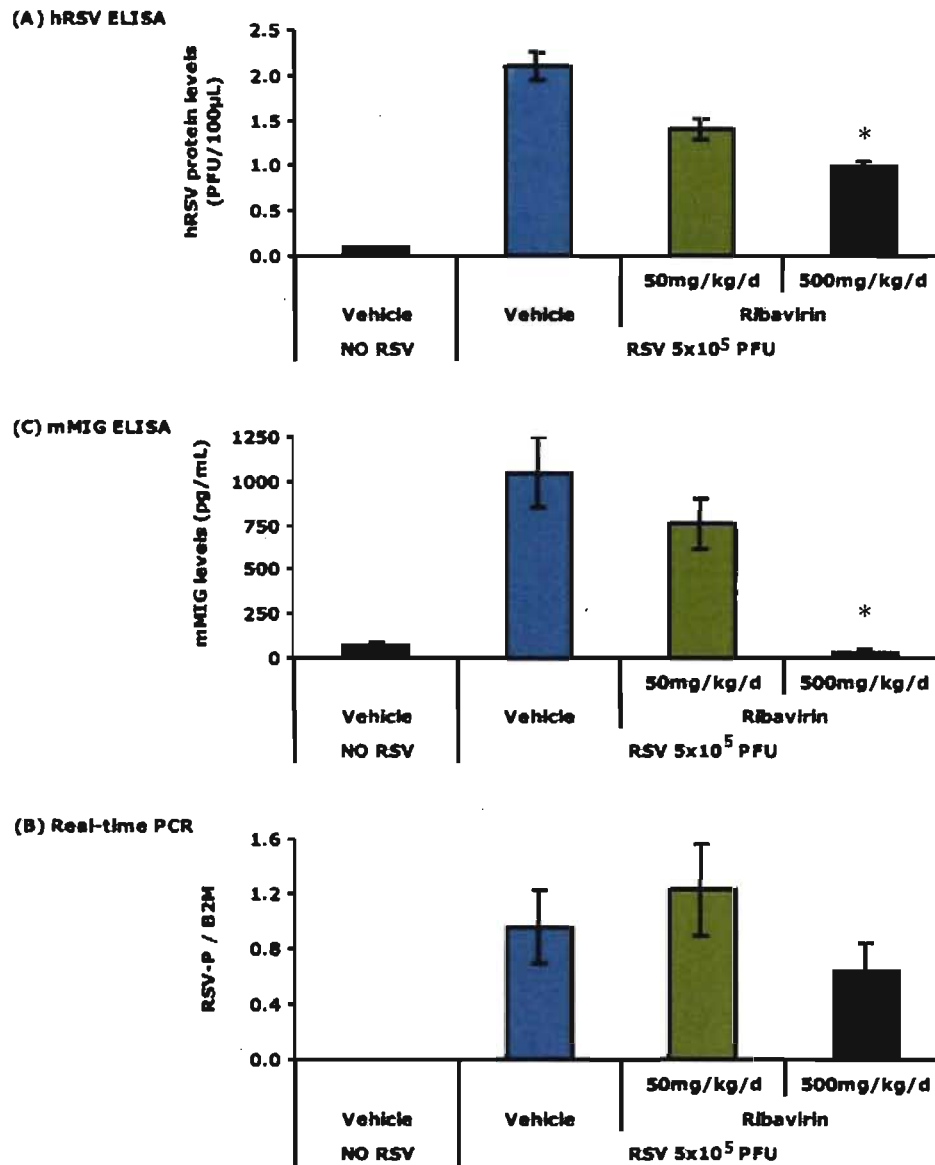 (A) hRSV ELISA
hRSV protein levels
(PFU/100µL)
2.5
2.0
1.5
1.0
0.5
0.0
*
50mg/kg/d 500mg/kg/d
Vehicle Vehicle Ribavirin
NO RSV RSV 5x10⁵ PFU
(C) mMIG ELISA
mMIG levels (pg/mL)
1250
1000
750
500
250
0
*
50mg/kg/d 500mg/kg/d
Vehicle Vehicle Ribavirin
NO RSV RSV 5x10⁵ PFU
(B) Real-time PCR
RSV-P / B2M
1.6
1.2
0.8
0.4
0.0
50mg/kg/d 500mg/kg/d
Vehicle Vehicle Ribavirin
NO RSV RSV 5x10⁵ PFU